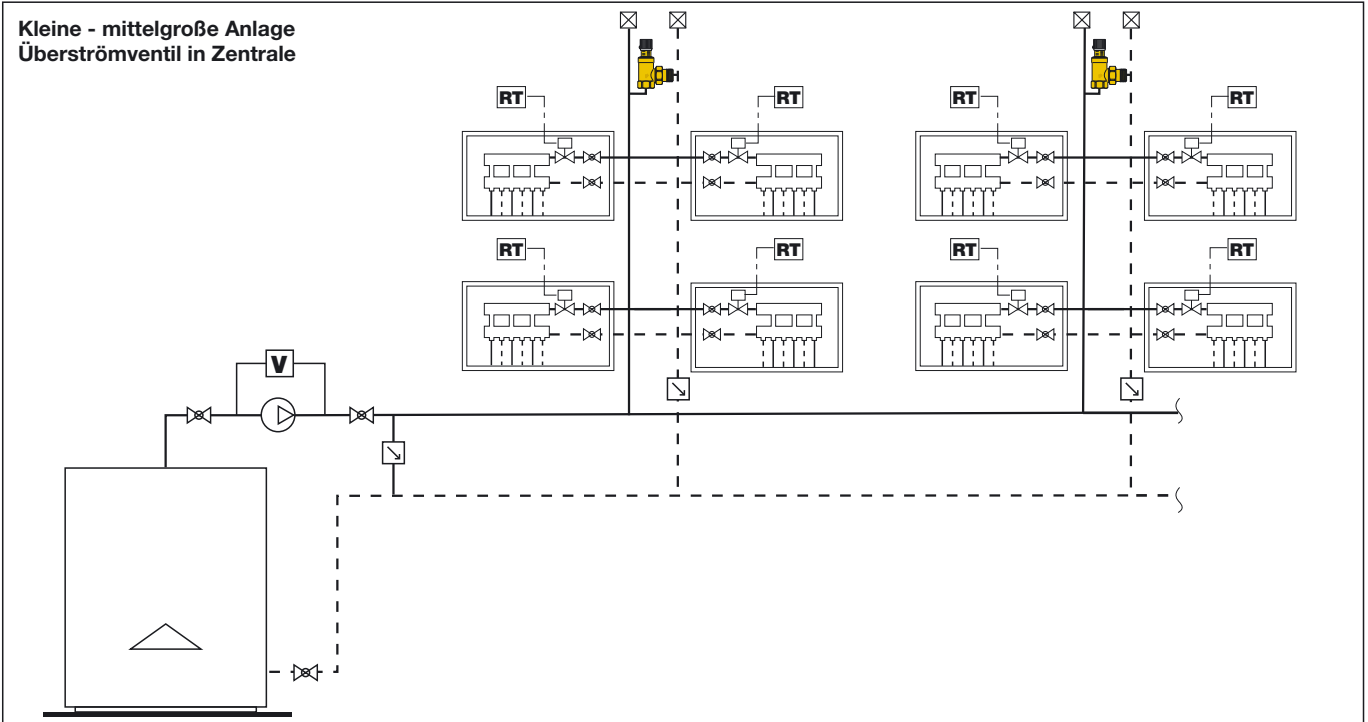 Kleine - mittelgroße Anlage
Überströmventil in Zentrale
RT RT RT RT
RT RT RT RT
V